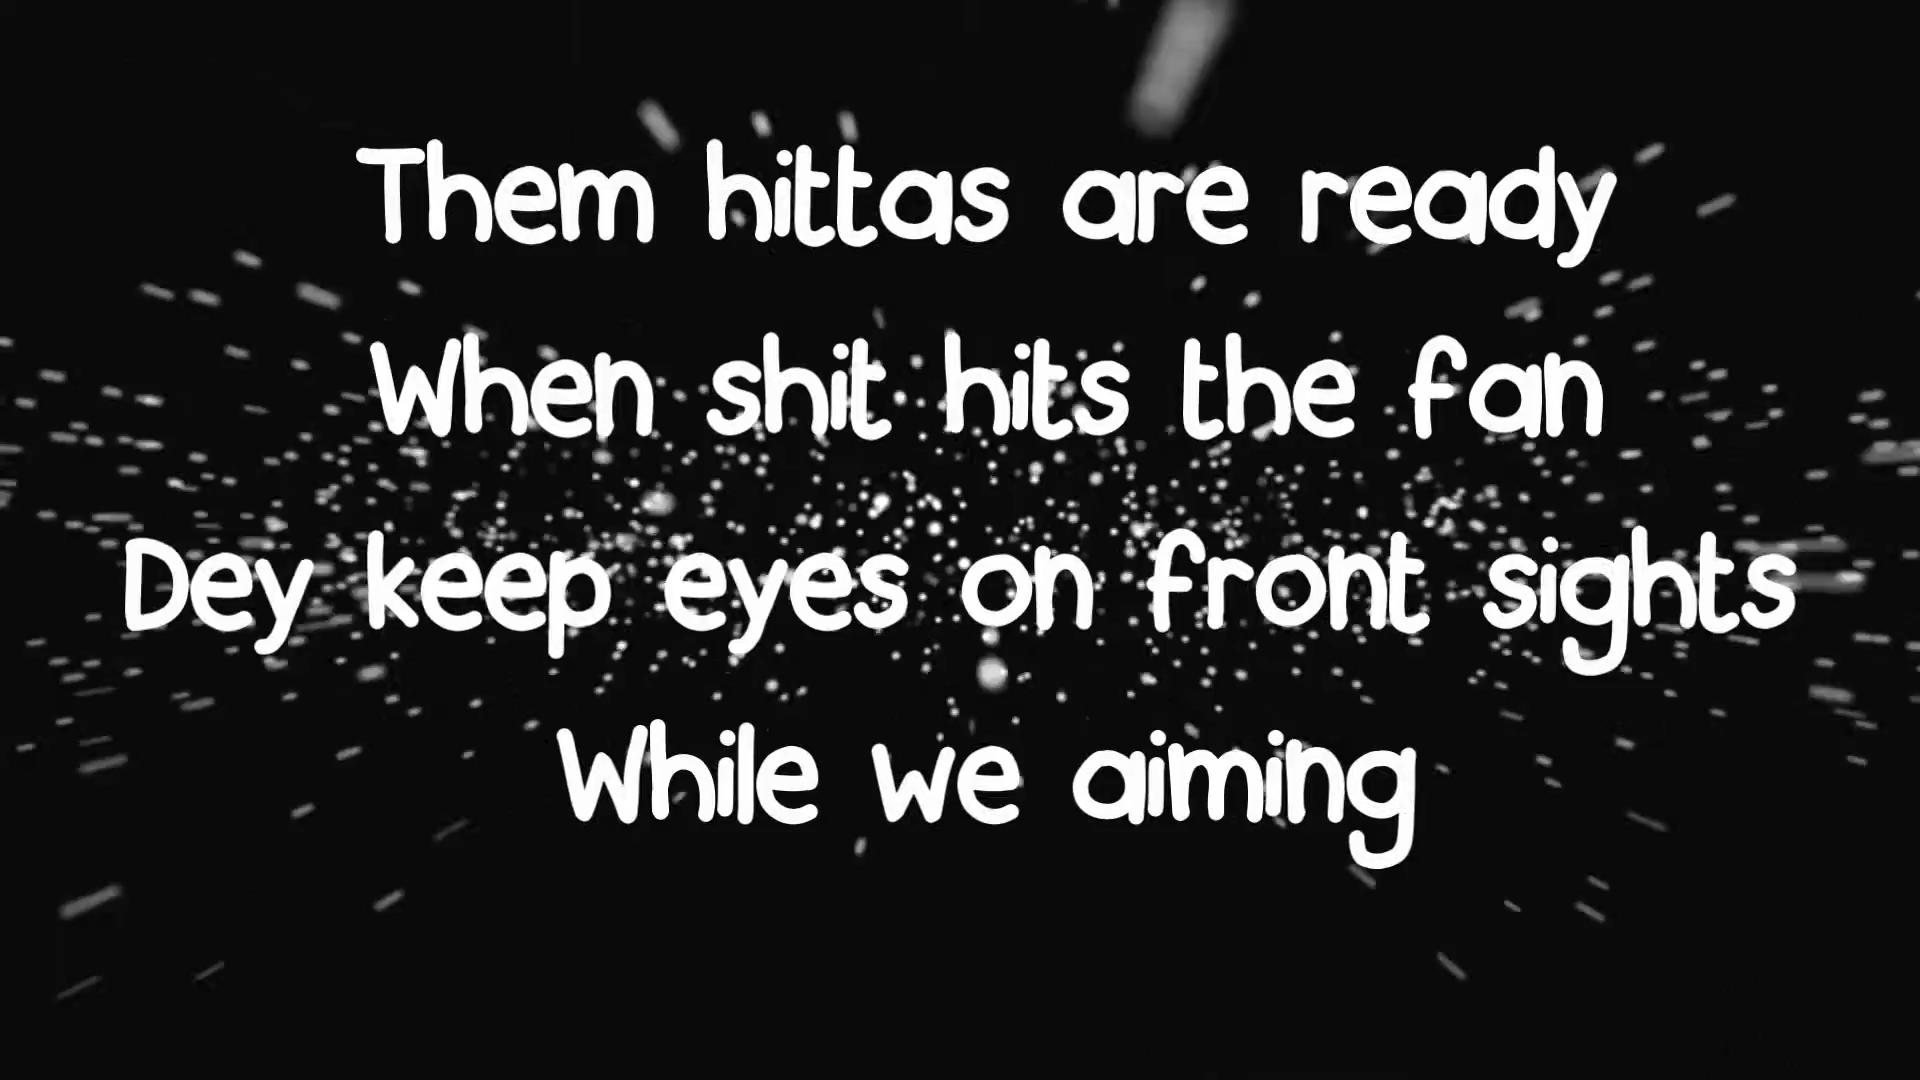 Them hittas are ready
When shit hits the fan
Dey keep eyes on front sights
While we aiming